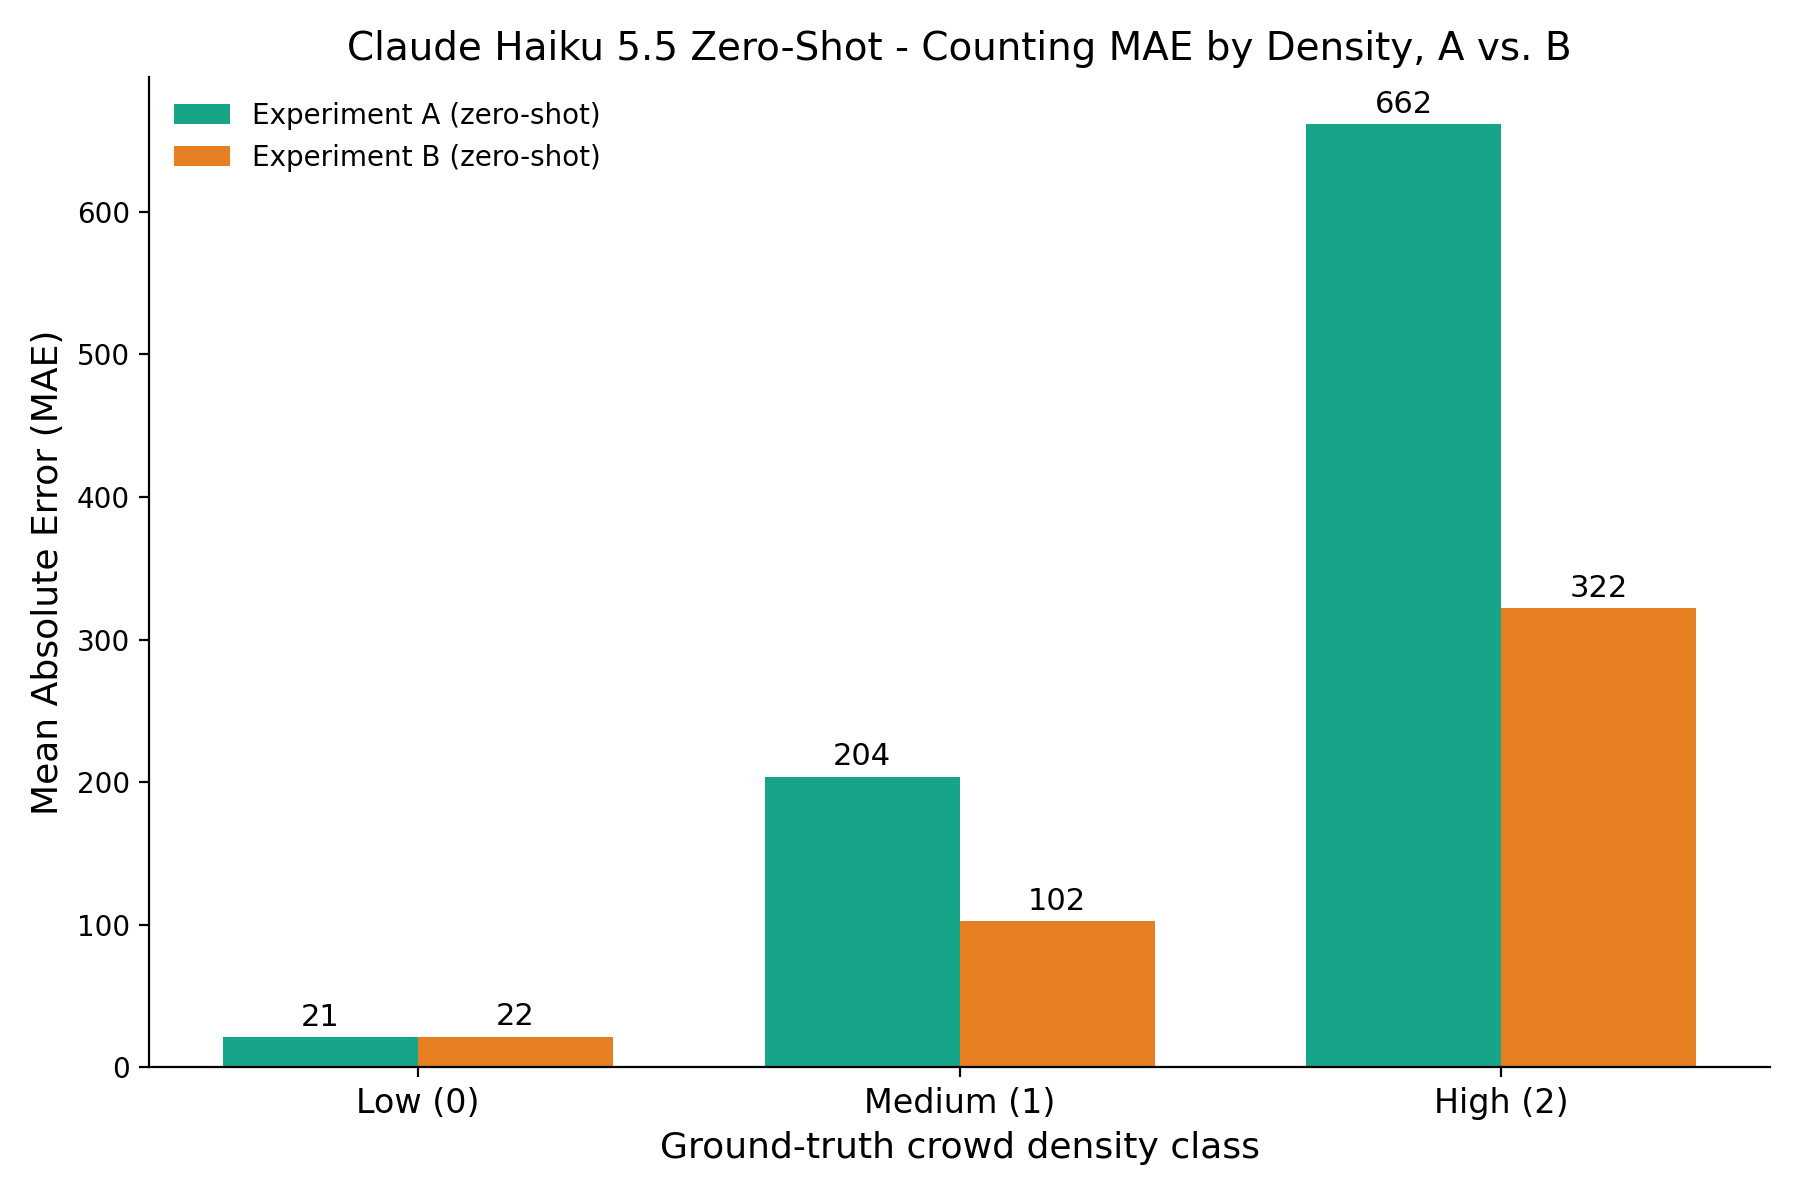 Claude Haiku 5.5 Zero-Shot - Counting MAE by Density, A vs. B
Experiment A (zero-shot)
Experiment B (zero-shot)
Mean Absolute Error (MAE)
600
500
400
300
200
100
0
21
22
204
102
662
322
Low (0)
Medium (1)
High (2)
Ground-truth crowd density class